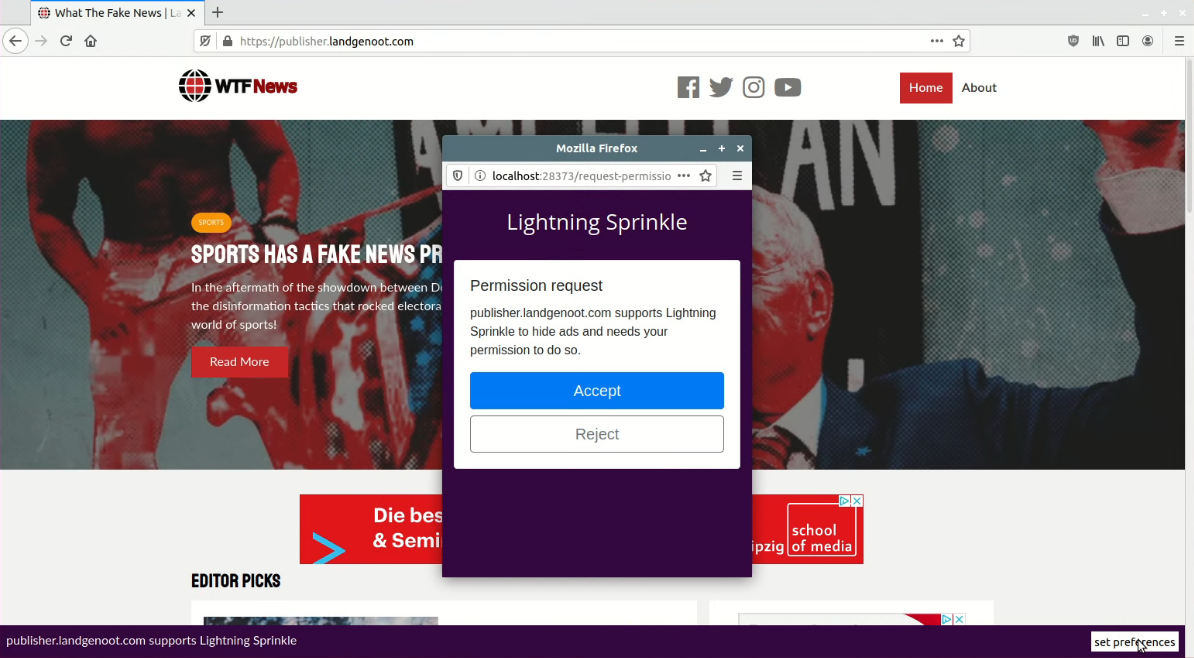 What The Fake News | La
https://publisher.landgenoot.com
WTFNews
Home
About
Mozilla Firefox
localhost:28373/request-permissio
Lightning Sprinkle
Permission request
publisher.landgenoot.com supports Lightning
Sprinkle to hide ads and needs your
permission to do so.
Accept
Reject
SPORTS
SPORTS HAS A FAKE NEWS PR
In the aftermath of the showdown between D
the disinformation tactics that rocked electora
world of sports!
Read More
Die bes
& Semi
school
ipzig of media
EDITOR PICKS
publisher.landgenoot.com supports Lightning Sprinkle
set preferences